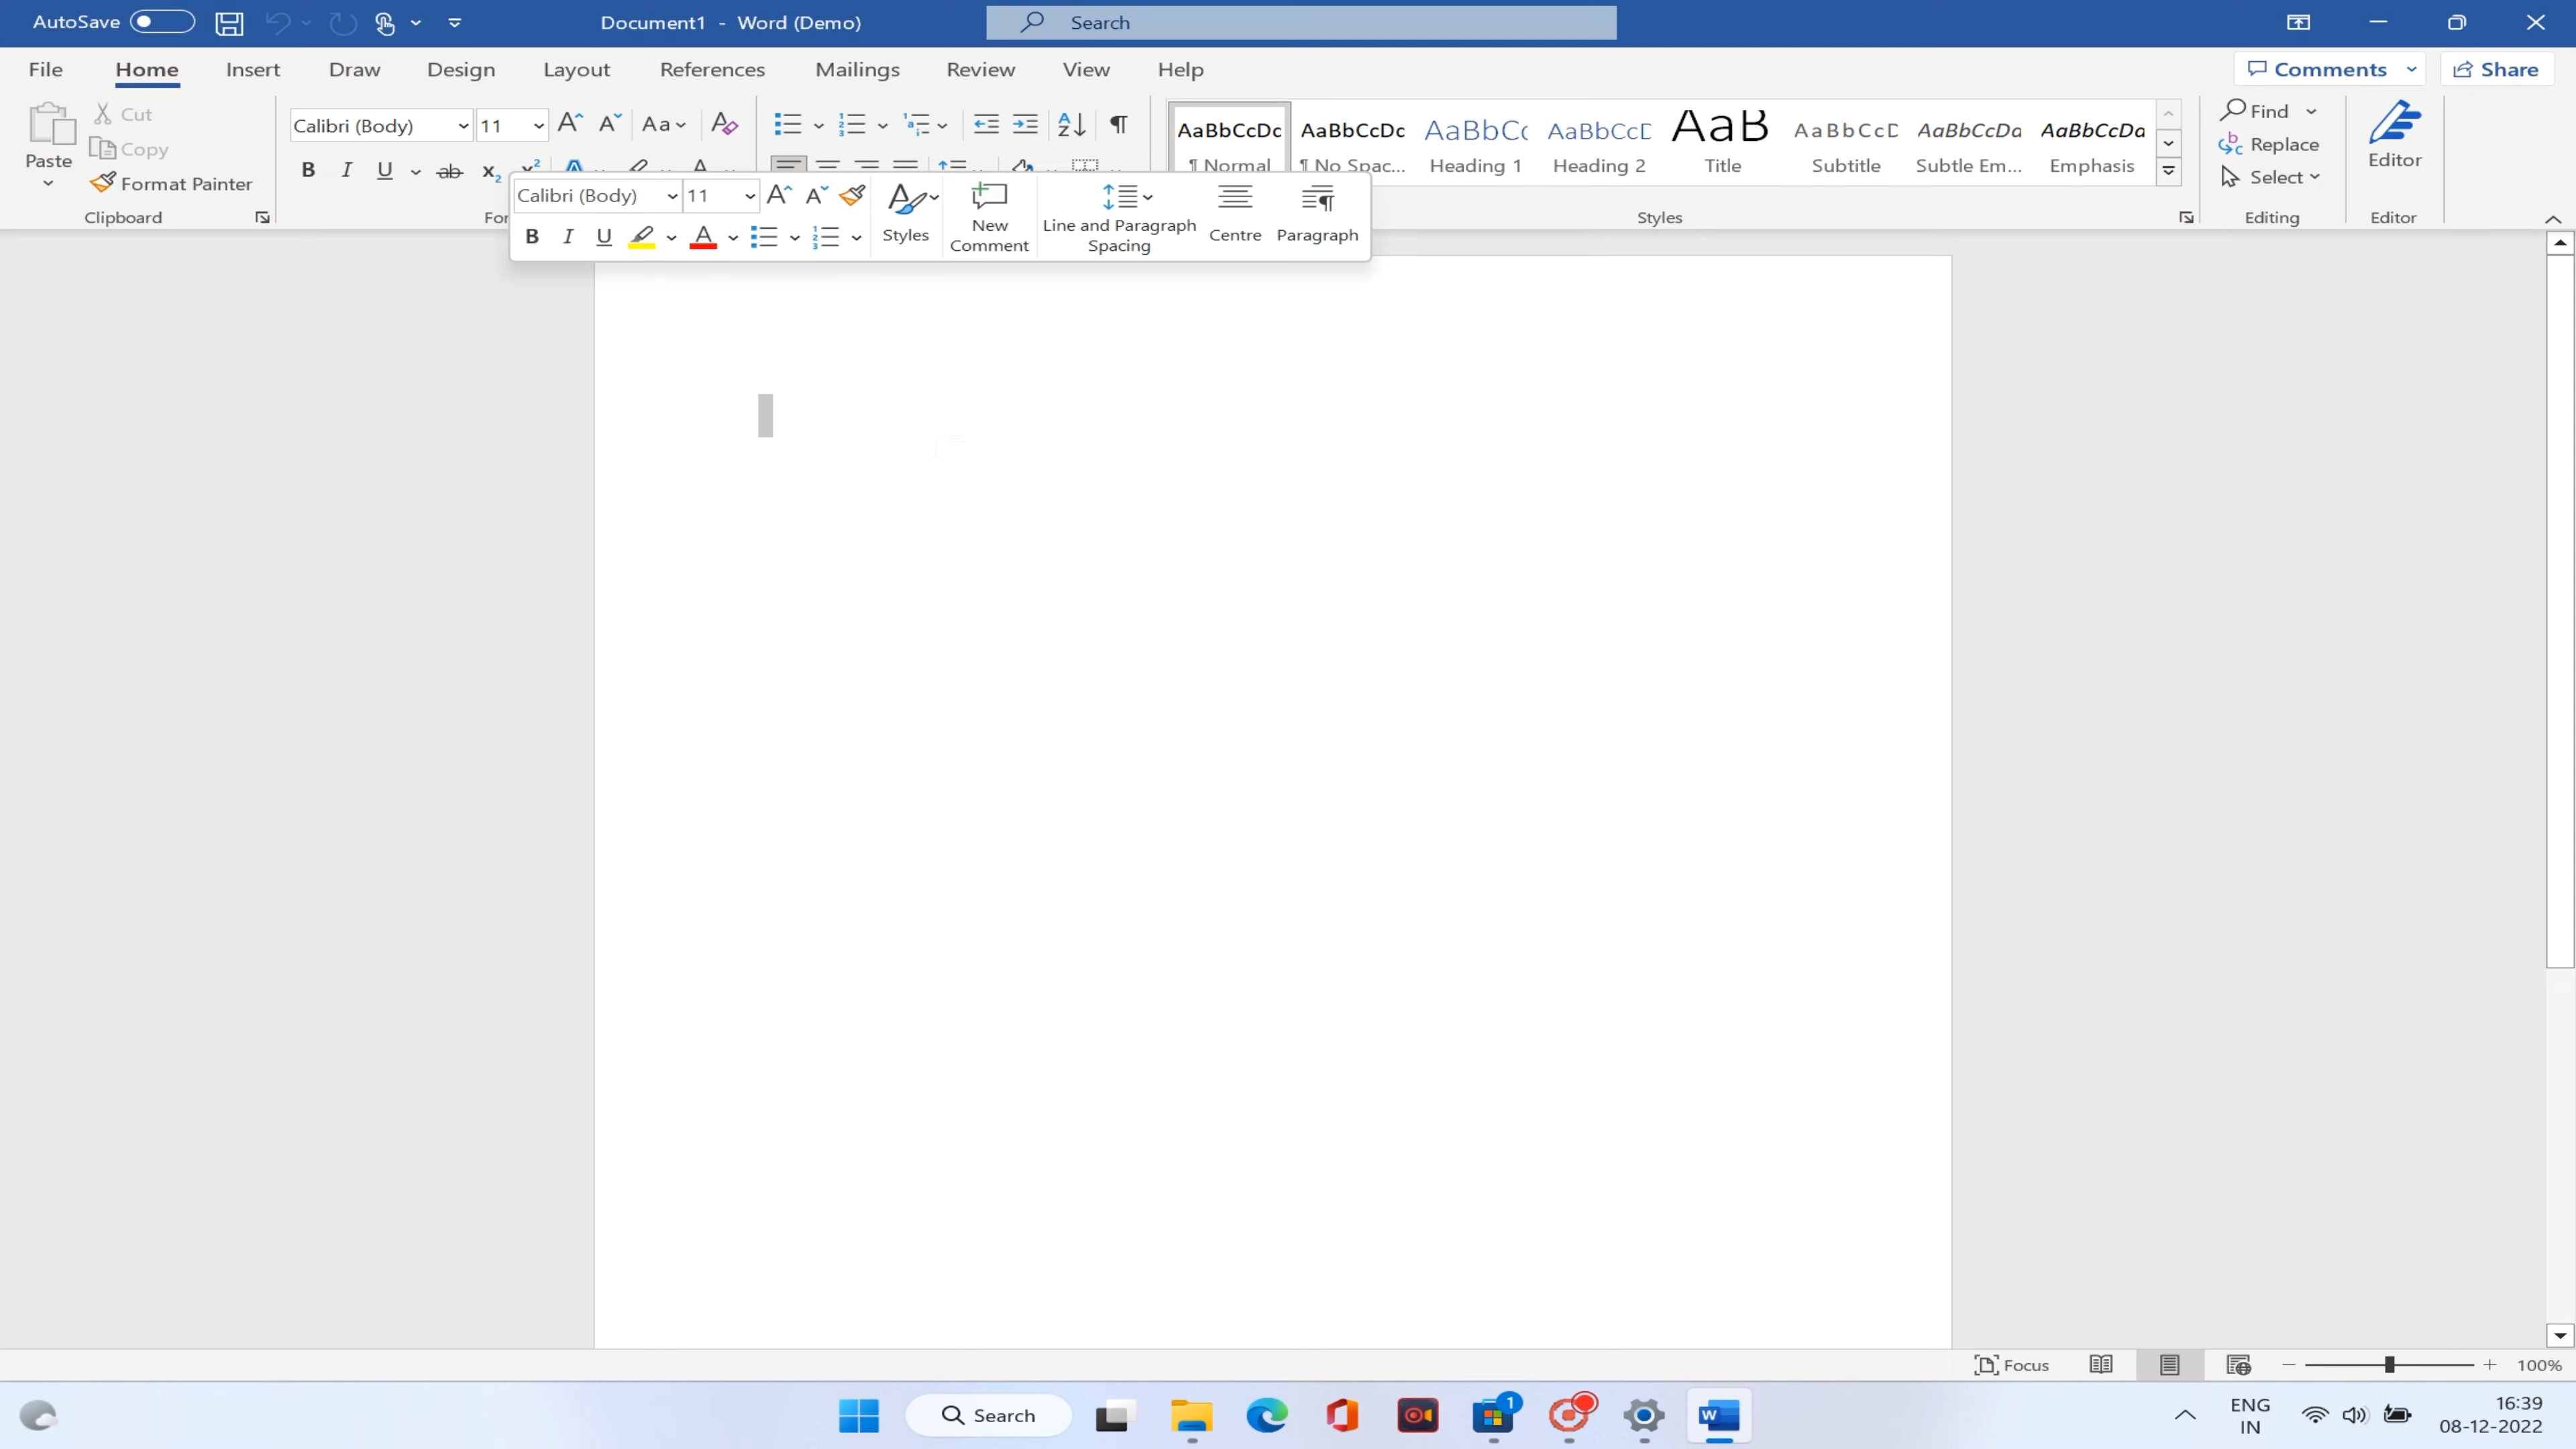 AutoSave Document1 - Word (Demo) Search
File Home Insert Draw Design Layout References Mailings Review View Help Comments Share
Paste
Cut
Copy
Format Painter
Clipboard
Calibri (Body) 11 Aa
B I U ab x₂ x²
AaBbCcDc AaBbCcDc AaBbCc AaBbCcD AaB AaBbCcD AaBbCcDa AaBbCcDa
¶ Normal ¶ No Spac... Heading 1 Heading 2 Title Subtitle Subtle Em... Emphasis
Styles
Find
Replace
Select
Editing
Editor
Editor
Calibri (Body) 11
B I U A
Styles
New
Comment
Line and Paragraph
Spacing
Centre
Paragraph
Focus 100%
Search
1
W
ENG
IN
16:39
08-12-2022